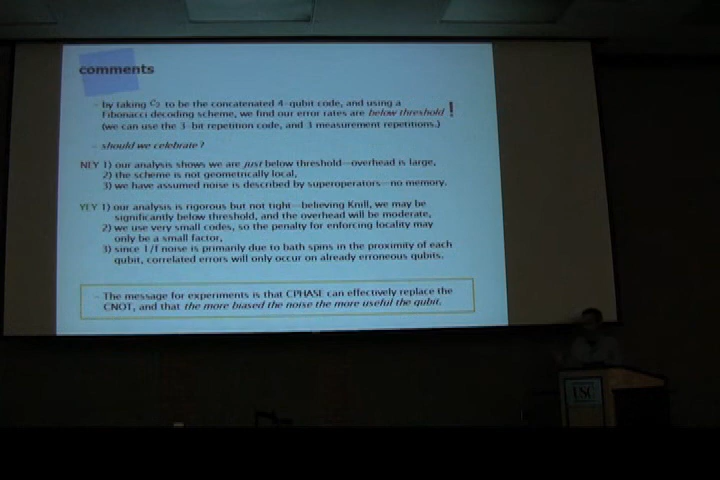 comments
- by taking C₂ to be the concatenated 4-qubit code, and using a
Fibonacci decoding scheme, we find our error rates are below threshold !
(we can use the 3-bit repetition code, and 3 measurement repetitions.)
- should we celebrate?
NEY 1) our analysis shows we are just below threshold—overhead is large,
2) the scheme is not geometrically local,
3) we have assumed noise is described by superoperators—no memory.
YEY 1) our analysis is rigorous but not tight—believing Knill, we may be
significantly below threshold, and the overhead will be moderate,
2) we use very small codes, so the penalty for enforcing locality may
only be a small factor,
3) since 1/f noise is primarily due to bath spins in the proximity of each
qubit, correlated errors will only occur on already erroneous qubits.
- The message for experiments is that CPHASE can effectively replace the
CNOT, and that the more biased the noise the more useful the qubit.
USC